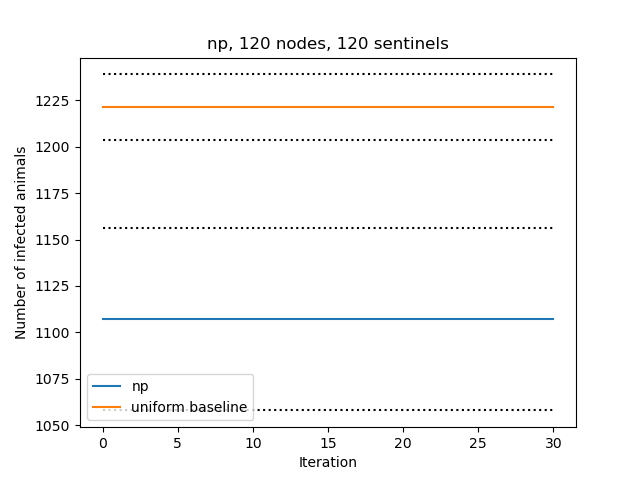 np, 120 nodes, 120 sentinels
Number of infected animals
1225
1200
1175
1150
1125
1100
1075
1050
np
uniform baseline
0 5 10 15 20 25 30
Iteration